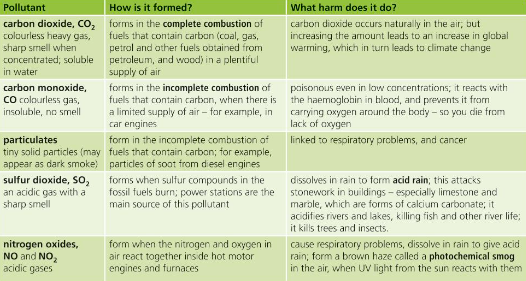 Pollutant
How is it formed?
What harm does it do?
carbon dioxide, CO₂
colourless heavy gas,
sharp smell when
concentrated; soluble
in water
forms in the complete combustion of
fuels that contain carbon (coal, gas,
petrol and other fuels obtained from
petroleum, and wood) in a plentiful
supply of air
carbon dioxide occurs naturally in the air; but
increasing the amount leads to an increase in global
warming, which in turn leads to climate change
carbon monoxide,
CO colourless gas,
insoluble, no smell
forms in the incomplete combustion of
fuels that contain carbon, when there is
a limited supply of air – for example, in
car engines
poisonous even in low concentrations; it reacts with
the haemoglobin in blood, and prevents it from
carrying oxygen around the body – so you die from
lack of oxygen
particulates
tiny solid particles (may
appear as dark smoke)
form in the incomplete combustion of
fuels that contain carbon; for example,
particles of soot from diesel engines
linked to respiratory problems, and cancer
sulfur dioxide, SO₂
an acidic gas with a
sharp smell
forms when sulfur compounds in the
fossil fuels burn; power stations are the
main source of this pollutant
dissolves in rain to form acid rain; this attacks
stonework in buildings – especially limestone and
marble, which are forms of calcium carbonate; it
acidifies rivers and lakes, killing fish and other river life;
it kills trees and insects.
nitrogen oxides,
NO and NO₂
acidic gases
form when the nitrogen and oxygen in
air react together inside hot motor
engines and furnaces
cause respiratory problems, dissolve in rain to give acid
rain; form a brown haze called a photochemical smog
in the air, when UV light from the sun reacts with them